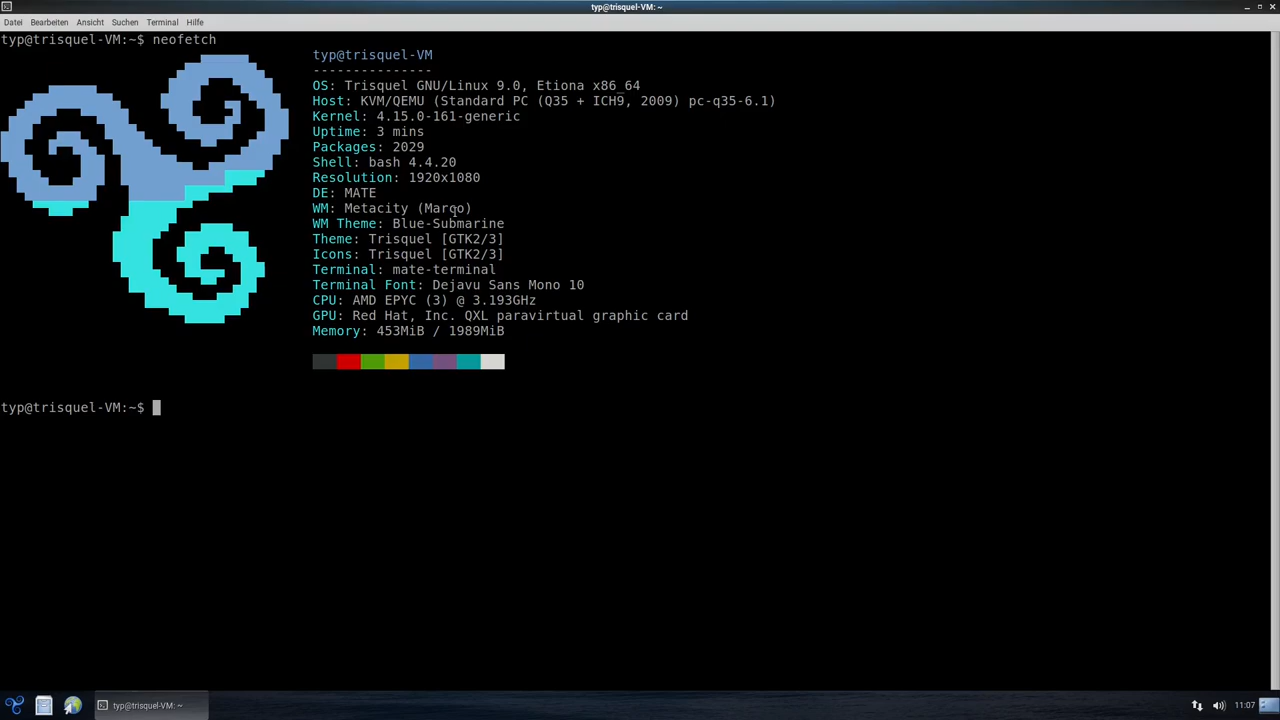 typ@trisquel-VM: ~
Datei Bearbeiten Ansicht Suchen Terminal Hilfe
typ@trisquel-VM:~$ neofetch
typ@trisquel-VM
---------------
OS: Trisquel GNU/Linux 9.0, Etiona x86_64
Host: KVM/QEMU (Standard PC (Q35 + ICH9, 2009) pc-q35-6.1)
Kernel: 4.15.0-161-generic
Uptime: 3 mins
Packages: 2029
Shell: bash 4.4.20
Resolution: 1920x1080
DE: MATE
WM: Metacity (Marco)
WM Theme: Blue-Submarine
Theme: Trisquel [GTK2/3]
Icons: Trisquel [GTK2/3]
Terminal: mate-terminal
Terminal Font: Dejavu Sans Mono 10
CPU: AMD EPYC (3) @ 3.193GHz
GPU: Red Hat, Inc. QXL paravirtual graphic card
Memory: 453MiB / 1989MiB
typ@trisquel-VM:~$
typ@trisquel-VM: ~
11:07